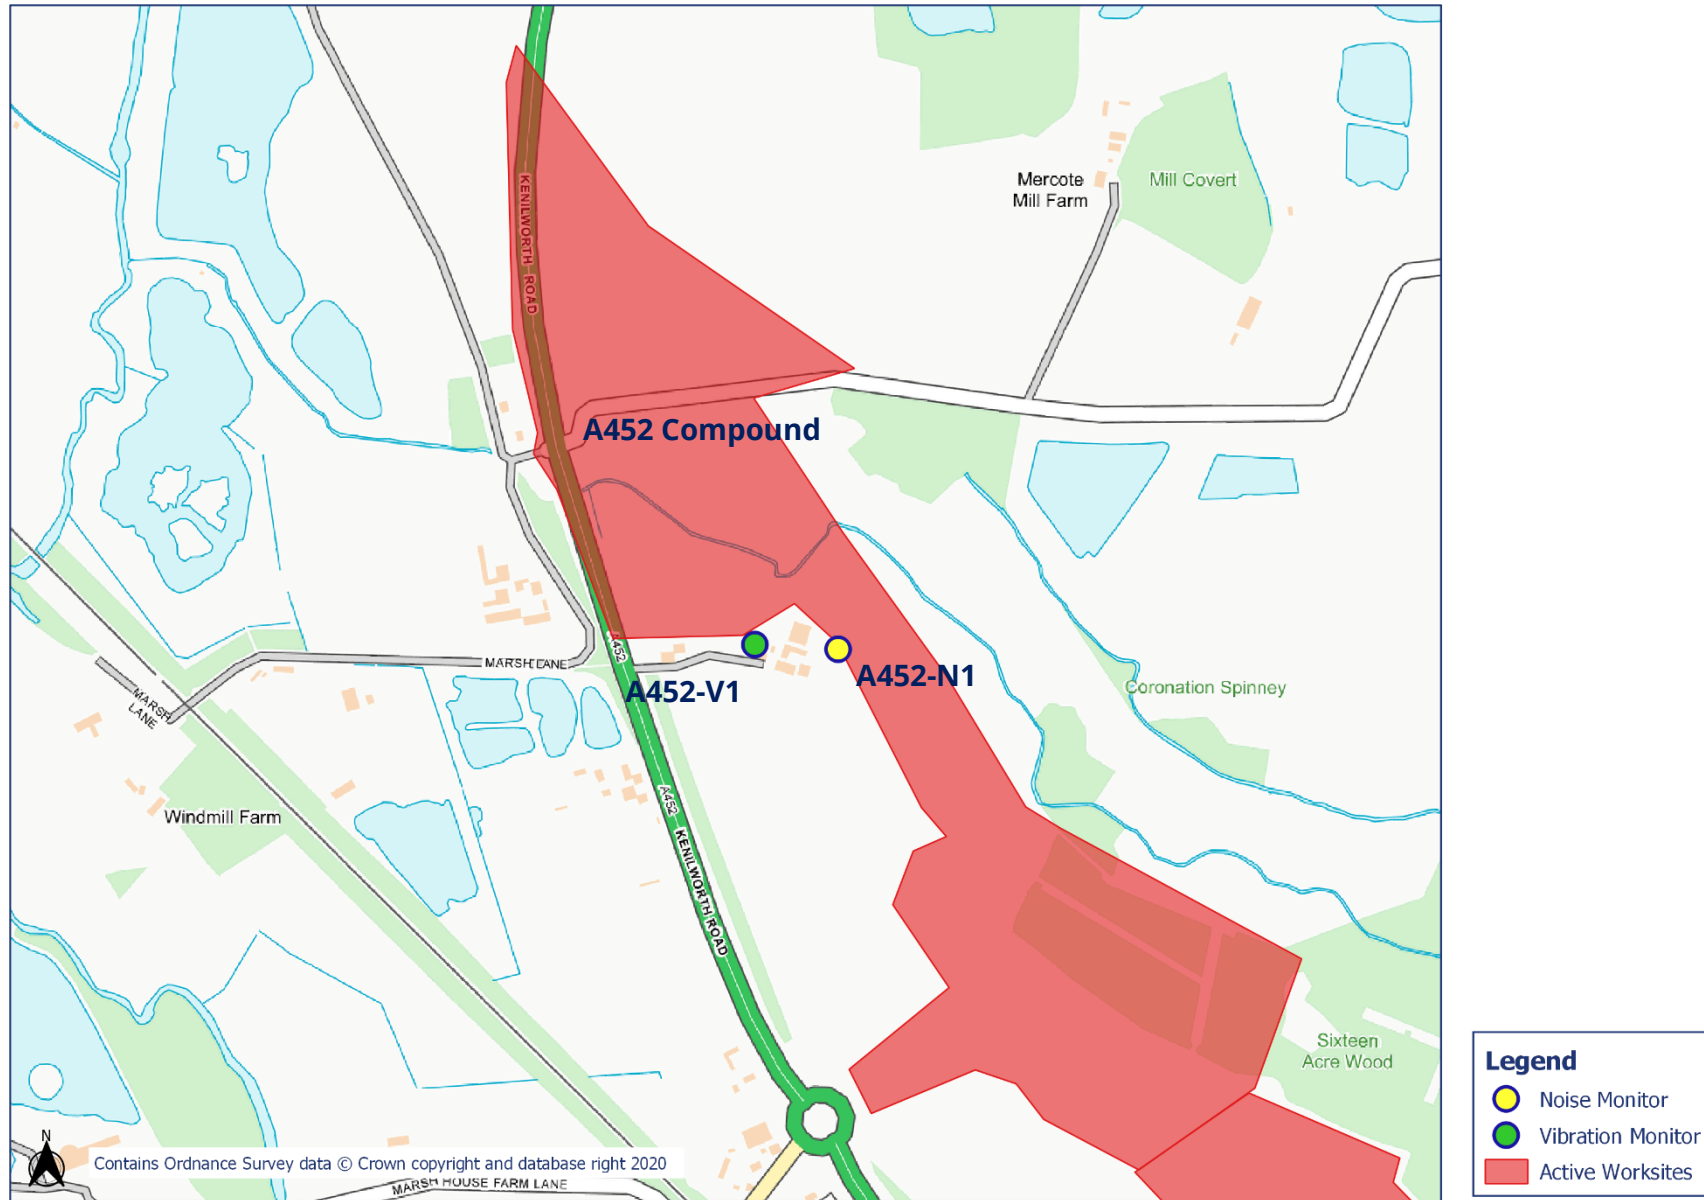 KENILWORTH ROAD
Mercote
Mill Farm
Mill Covert
A452 Compound
A452
MARSH LANE
A452-V1
A452-N1
Coronation Spinney
MARSH
LANE
Windmill Farm
A452 KENILWORTH ROAD
Sixteen
Acre Wood
Legend
Noise Monitor
Vibration Monitor
Active Worksites
N
Contains Ordnance Survey data © Crown copyright and database right 2020
MARSH HOUSE FARM LANE